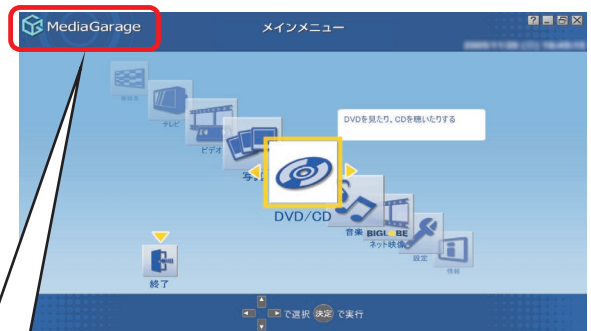 MediaGarage
メインメニュー
テレビ
ビデオ
写真
DVDを見たり、CDを聴いたりする
DVD/CD
音楽
BIGLOBE
ネット映像
設定
情報
終了
で選択 決定 で実行